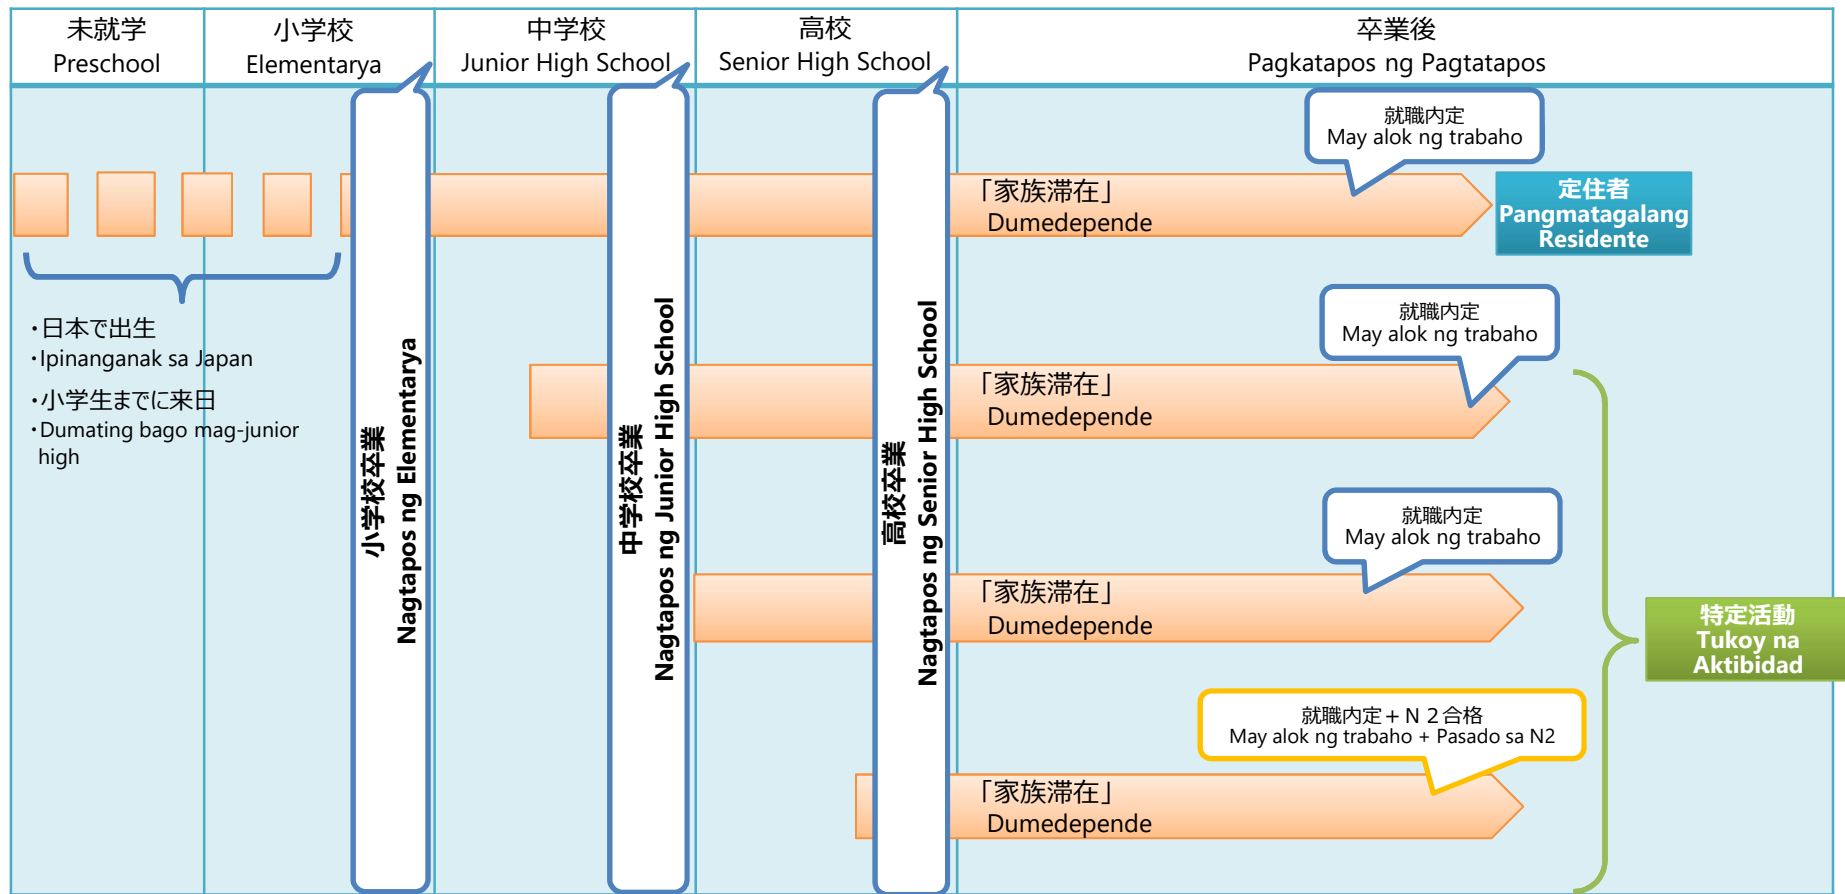 未就学
Preschool
小学校
Elementarya
中学校
Junior High School
高校
Senior High School
卒業後
Pagkatapos ng Pagtatapos
就職内定
May alok ng trabaho
「家族滞在」
Dumedepende
定住者
Pangmatagalang
Residente
・日本で出生
・Ipinanganak sa Japan
・小学生までに来日
・Dumating bago mag-junior
high
小学校卒業
Nagtapos ng Elementarya
中学校卒業
Nagtapos ng Junior High School
高校卒業
Nagtapos ng Senior High School
就職内定
May alok ng trabaho
「家族滞在」
Dumedepende
就職内定
May alok ng trabaho
「家族滞在」
Dumedepende
特定活動
Tukoy na
Aktibidad
就職内定+N 2合格
May alok ng trabaho + Pasado sa N2
「家族滞在」
Dumedepende